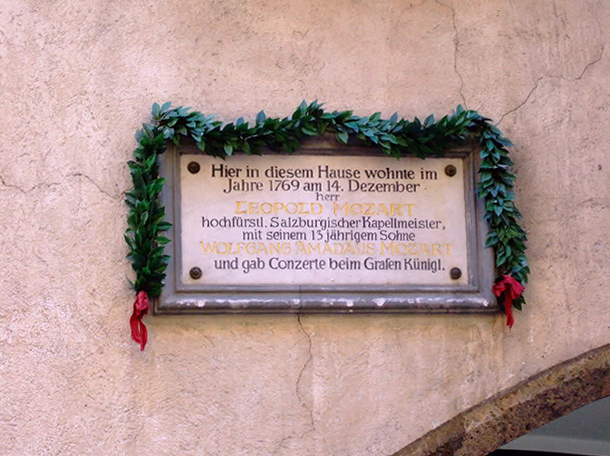 Hier in diesem Hause wohnte im
Jahre 1769 am 14. Dezember
herr
LEOPOLD MOZART
hochfürstl. Salzburgischer Kapellmeister,
mit seinem 13 jährigem Sohne
WOLFGANG AMADÄUS MOZART
und gab Conzerte beim Grafen Künigl.